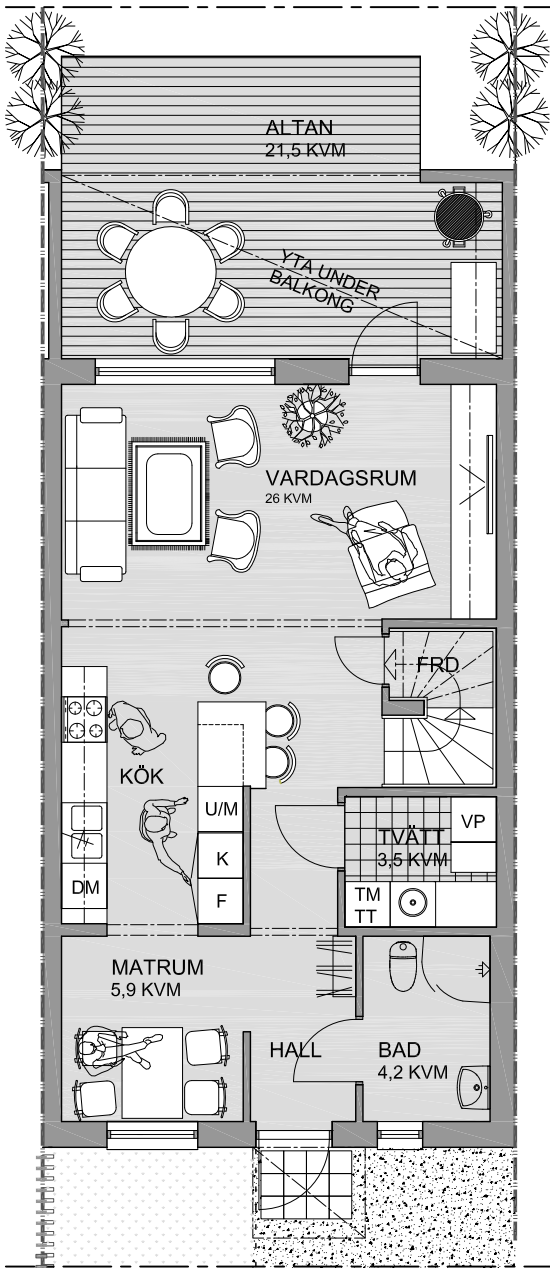 ALTAN
21,5 KVM
YTA UNDER
BALKONG
VARDAGSRUM
26 KVM
FRD
KÖK
U/M
K
F
DM
TVÄTT
3,5 KVM
VP
TM
TT
MATRUM
5,9 KVM
HALL
BAD
4,2 KVM